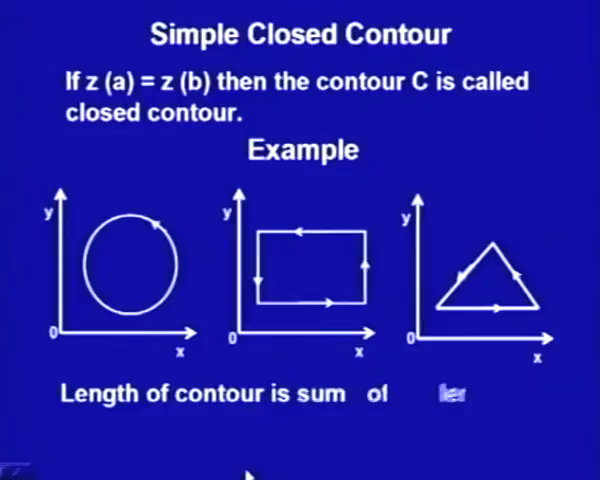 Simple Closed Contour
If z (a) = z (b) then the contour C is called
closed contour.
Example
y
y
y
0
0
0
x
x
x
Length of contour is sum of